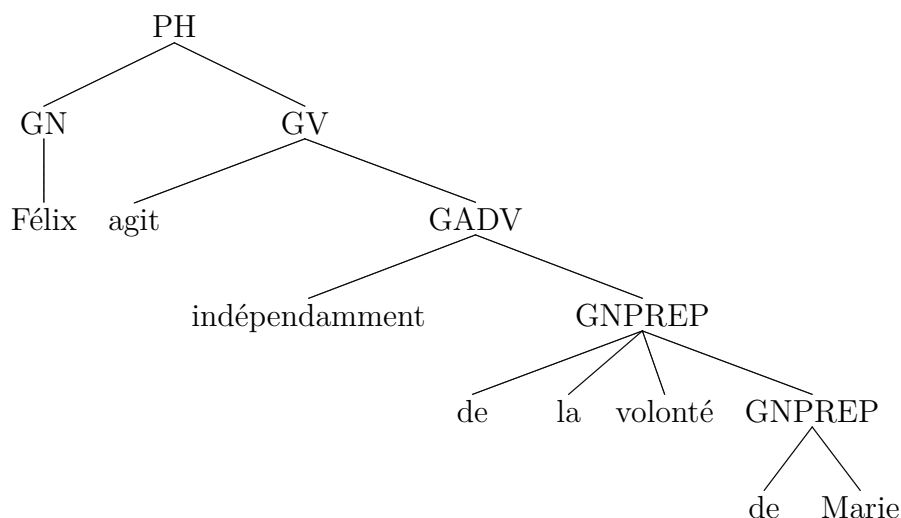 PH
GN GV
Félix agit GADV
indépendamment GNPREP
de la volonté GNPREP
de Marie